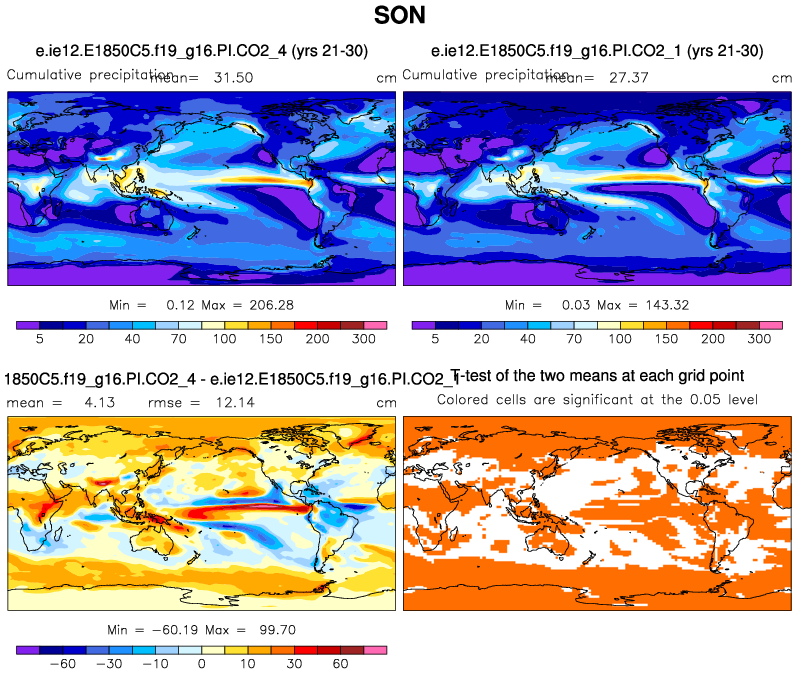 SON
e.ie12.E1850C5.f19_g16.PI.CO2_4 (yrs 21-30)
Cumulative precipitation mean= 31.50 cm
Min = 0.12 Max = 206.28
5 20 40 70 100 150 200 300
e.ie12.E1850C5.f19_g16.PI.CO2_1 (yrs 21-30)
Cumulative precipitation mean= 27.37 cm
Min = 0.03 Max = 143.32
5 20 40 70 100 150 200 300
1850C5.f19_g16.PI.CO2_4 - e.ie12.E1850C5.f19_g16.PI.CO2_1
mean = 4.13 rmse = 12.14 cm
Min = -60.19 Max = 99.70
-60 -30 -10 0 10 30 60
T-test of the two means at each grid point
Colored cells are significant at the 0.05 level